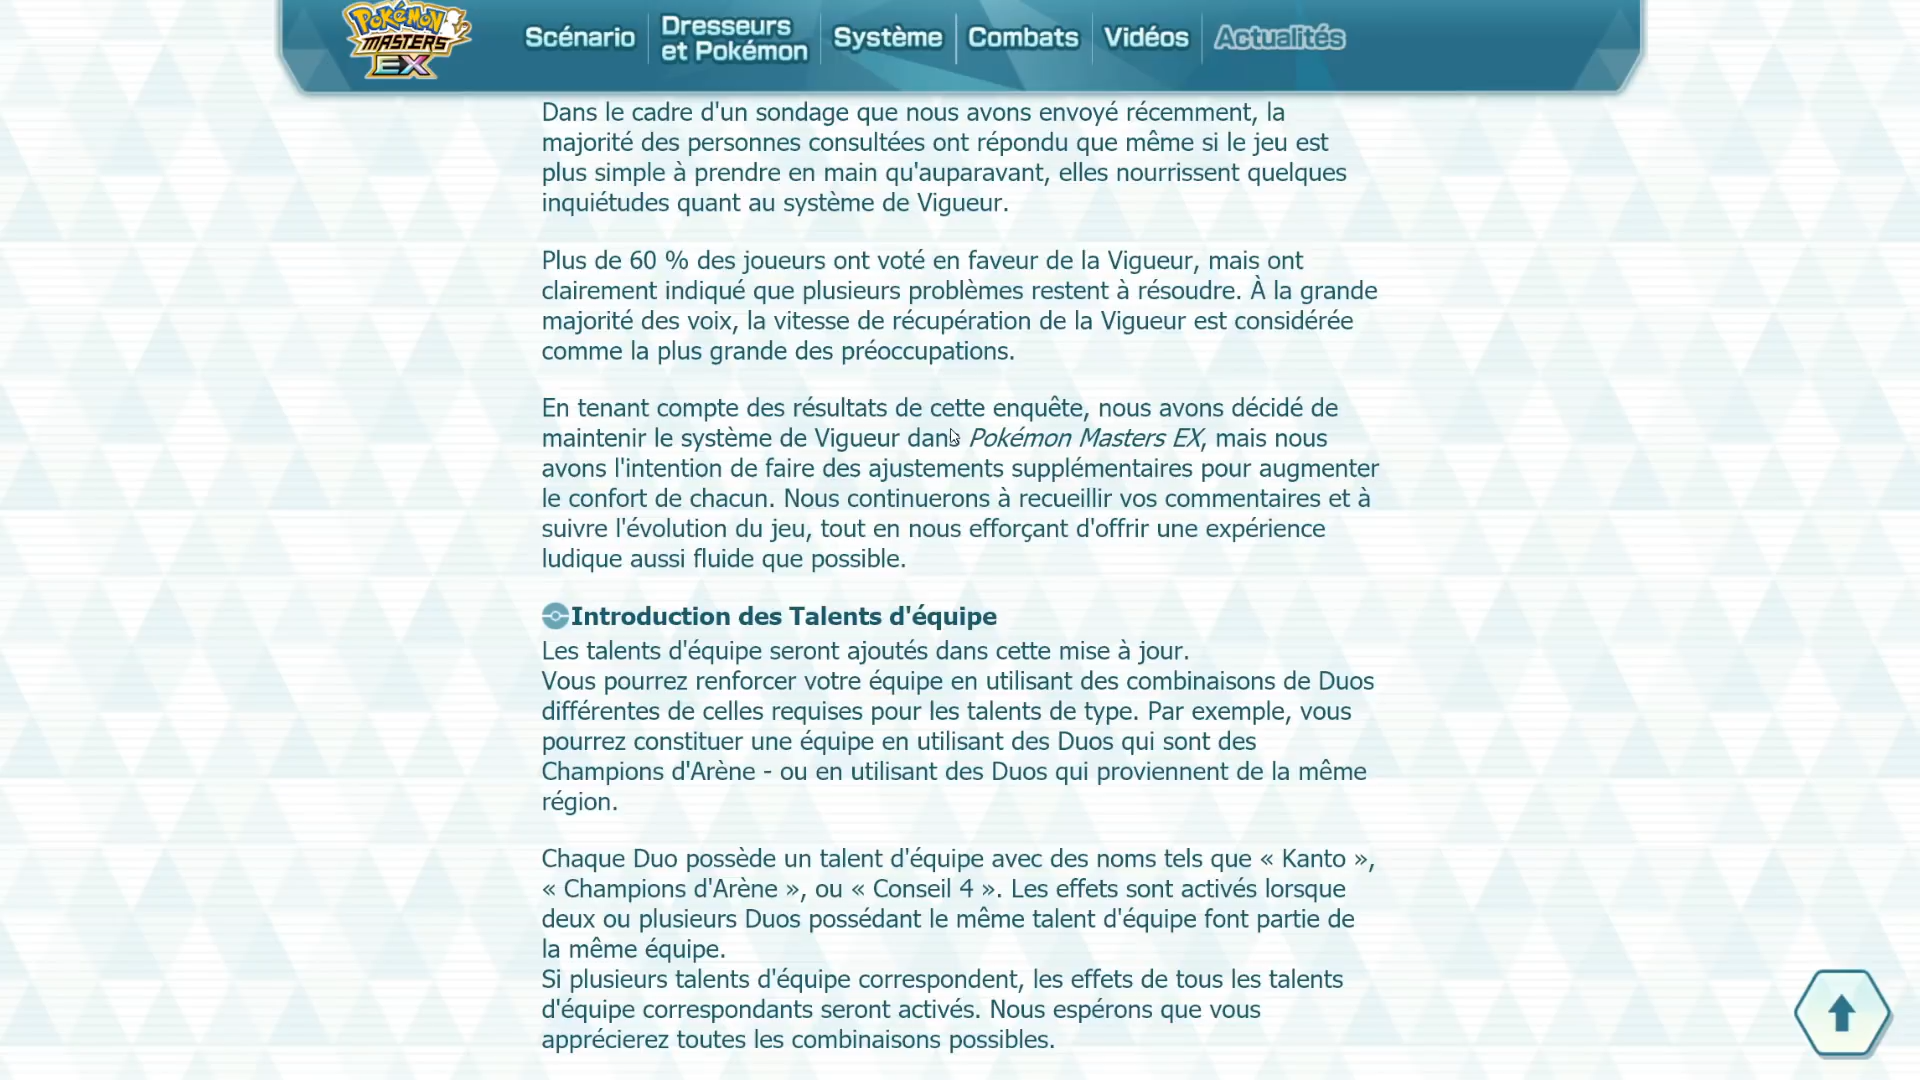 Pokémon
MASTERS
EX
Scénario
Dresseurs
et Pokémon
Système
Combats
Vidéos
Actualités
Dans le cadre d'un sondage que nous avons envoyé récemment, la
majorité des personnes consultées ont répondu que même si le jeu est
plus simple à prendre en main qu'auparavant, elles nourrissent quelques
inquiétudes quant au système de Vigueur.
Plus de 60 % des joueurs ont voté en faveur de la Vigueur, mais ont
clairement indiqué que plusieurs problèmes restent à résoudre. À la grande
majorité des voix, la vitesse de récupération de la Vigueur est considérée
comme la plus grande des préoccupations.
En tenant compte des résultats de cette enquête, nous avons décidé de
maintenir le système de Vigueur dans Pokémon Masters EX, mais nous
avons l'intention de faire des ajustements supplémentaires pour augmenter
le confort de chacun. Nous continuerons à recueillir vos commentaires et à
suivre l'évolution du jeu, tout en nous efforçant d'offrir une expérience
ludique aussi fluide que possible.
Introduction des Talents d'équipe
Les talents d'équipe seront ajoutés dans cette mise à jour.
Vous pourrez renforcer votre équipe en utilisant des combinaisons de Duos
différentes de celles requises pour les talents de type. Par exemple, vous
pourrez constituer une équipe en utilisant des Duos qui sont des
Champions d'Arène - ou en utilisant des Duos qui proviennent de la même
région.
Chaque Duo possède un talent d'équipe avec des noms tels que « Kanto »,
« Champions d'Arène », ou « Conseil 4 ». Les effets sont activés lorsque
deux ou plusieurs Duos possédant le même talent d'équipe font partie de
la même équipe.
Si plusieurs talents d'équipe correspondent, les effets de tous les talents
d'équipe correspondants seront activés. Nous espérons que vous
apprécierez toutes les combinaisons possibles.